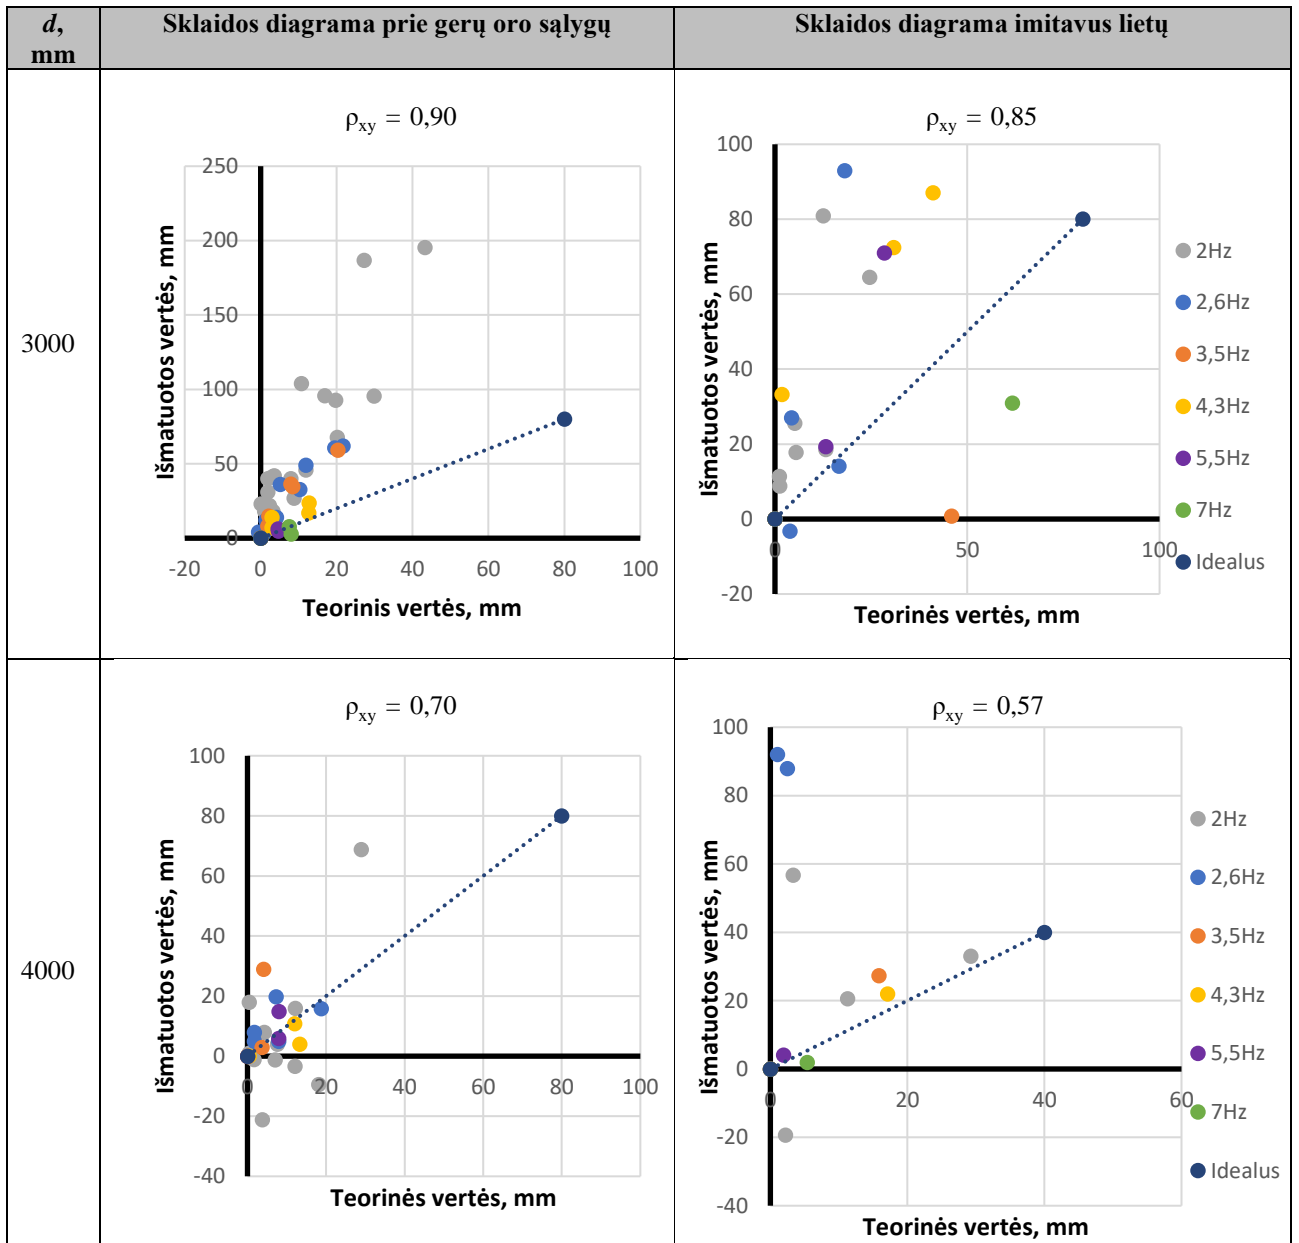 d, mm
Sklaidos diagrama prie gerų oro sąlygų
Sklaidos diagrama imitavus lietų
3000
ρxy = 0,90
250
200
150
100
50
0
-20 0 20 40 60 80 100
Išmatuotos vertės, mm
Teorinis vertės, mm
ρxy = 0,85
100
80
60
40
20
0
-20
0 50 100
Išmatuotos vertės, mm
Teorinės vertės, mm
2Hz
2,6Hz
3,5Hz
4,3Hz
5,5Hz
7Hz
Idealus
4000
ρxy = 0,70
100
80
60
40
20
0
-20
-40
0 20 40 60 80 100
Išmatuotos vertės, mm
Teorinės vertės, mm
ρxy = 0,57
100
80
60
40
20
0
-20
-40
0 20 40 60
Išmatuotos vertės, mm
Teorinės vertės, mm
2Hz
2,6Hz
3,5Hz
4,3Hz
5,5Hz
7Hz
Idealus